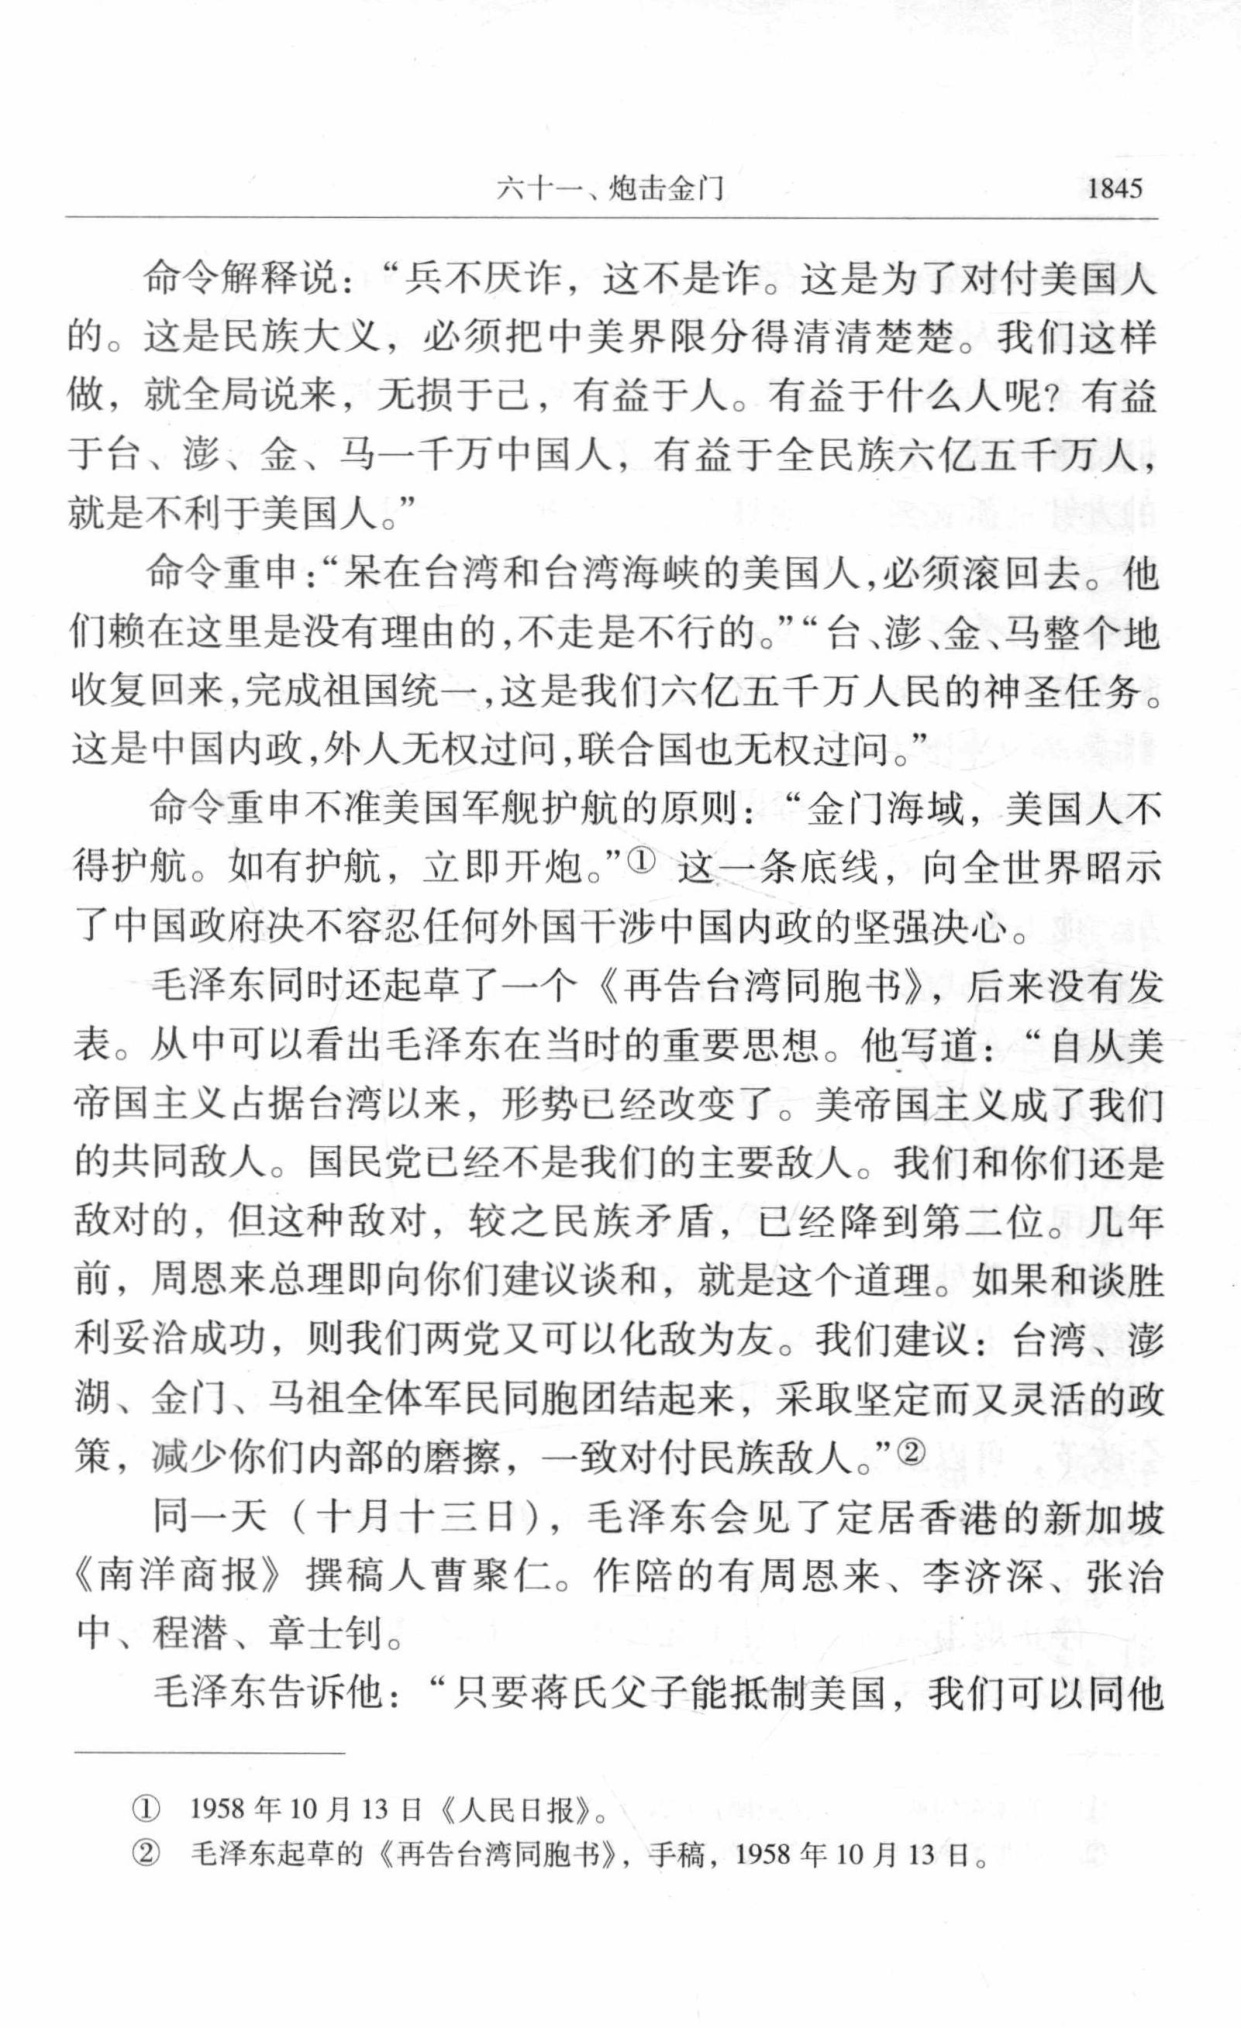 六十一、炮击金门 1845
命令解释说：“兵不厌诈，这不是诈。这是为了对付美国人
的。这是民族大义，必须把中美界限分得清清楚楚。我们这样
做，就全局说来，无损于己，有益于人。有益于什么人呢？有益
于台、澎、金、马一千万中国人，有益于全民族六亿五千万人，
就是不利于美国人。”
命令重申：“呆在台湾和台湾海峡的美国人，必须滚回去。他
们赖在这里是没有理由的，不走是不行的。”“台、澎、金、马整个地
收复回来，完成祖国统一，这是我们六亿五千万人民的神圣任务。
这是中国内政，外人无权过问，联合国也无权过问。”
命令重申不准美国军舰护航的原则：“金门海域，美国人不
得护航。如有护航，立即开炮。”① 这一条底线，向全世界昭示
了中国政府决不容忍任何外国干涉中国内政的坚强决心。
毛泽东同时还起草了一个《再告台湾同胞书》，后来没有发
表。从中可以看出毛泽东在当时的重要思想。他写道：“自从美
帝国主义占据台湾以来，形势已经改变了。美帝国主义成了我们
的共同敌人。国民党已经不是我们的主要敌人。我们和你们还是
敌对的，但这种敌对，较之民族矛盾，已经降到第二位。几年
前，周恩来总理即向你们建议谈和，就是这个道理。如果和谈胜
利妥洽成功，则我们两党又可以化敌为友。我们建议：台湾、澎
湖、金门、马祖全体军民同胞团结起来，采取坚定而又灵活的政
策，减少你们内部的磨擦，一致对付民族敌人。”②
同一天（十月十三日），毛泽东会见了定居香港的新加坡
《南洋商报》撰稿人曹聚仁。作陪的有周恩来、李济深、张治
中、程潜、章士钊。
毛泽东告诉他：“只要蒋氏父子能抵制美国，我们可以同他
① 1958 年 10 月 13 日《人民日报》。
② 毛泽东起草的《再告台湾同胞书》，手稿，1958 年 10 月 13 日。